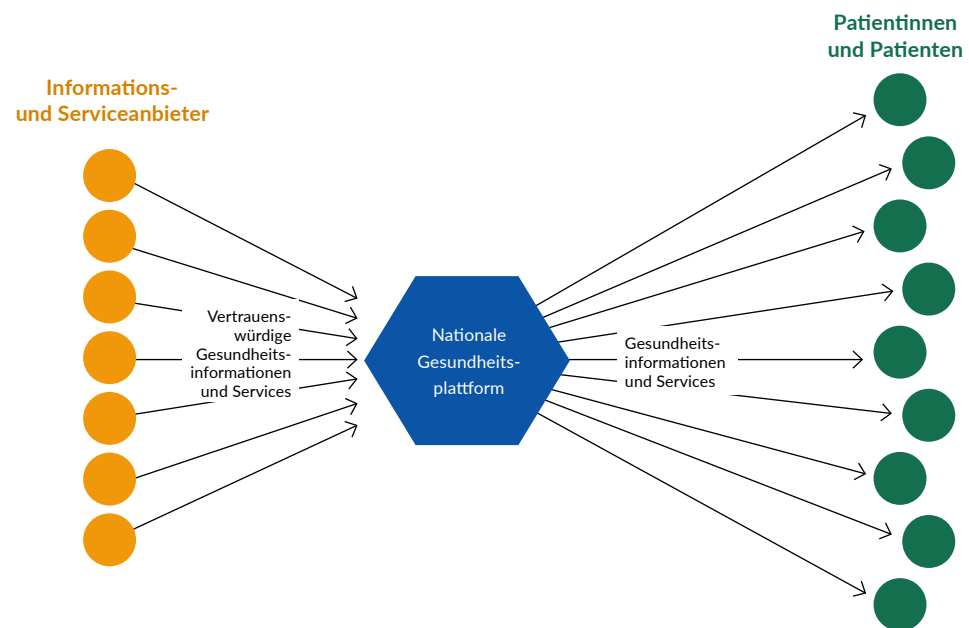 Informations-
und Serviceanbieter
Vertrauens-
würdige
Gesundheits-
informationen
und Services
Nationale
Gesundheits-
plattform
Gesundheits-
informationen
und Services
Patientinnen
und Patienten